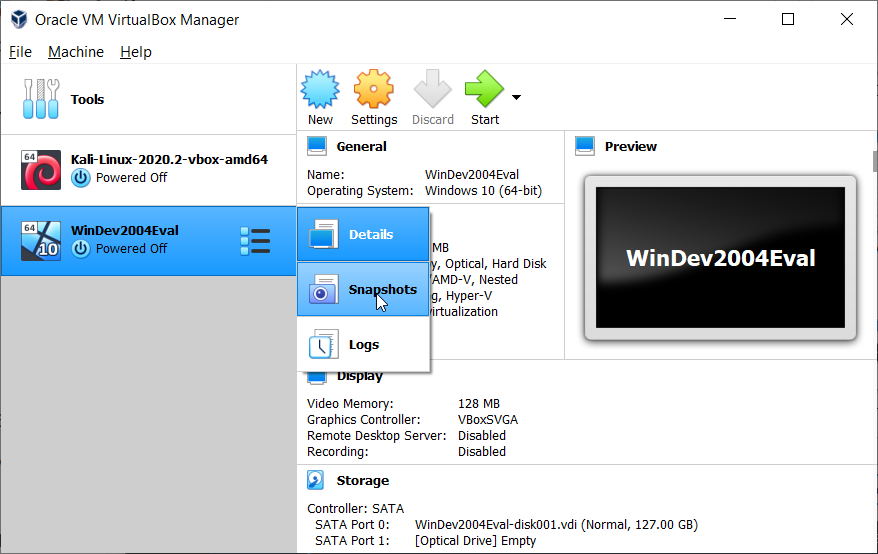 Oracle VM VirtualBox Manager
File Machine Help
Tools
New Settings Discard Start
64
Kali-Linux-2020.2-vbox-amd64
Powered Off
64
10
WinDev2004Eval
Powered Off
Details
Snapshots
Logs
General
Name: WinDev2004Eval
Operating System: Windows 10 (64-bit)
Preview
WinDev2004Eval
MB
y, Optical, Hard Disk
/AMD-V, Nested
g, Hyper-V
virtualization
Display
Video Memory: 128 MB
Graphics Controller: VBoxSVGA
Remote Desktop Server: Disabled
Recording: Disabled
Storage
Controller: SATA
SATA Port 0: WinDev2004Eval-disk001.vdi (Normal, 127.00 GB)
SATA Port 1: [Optical Drive] Empty